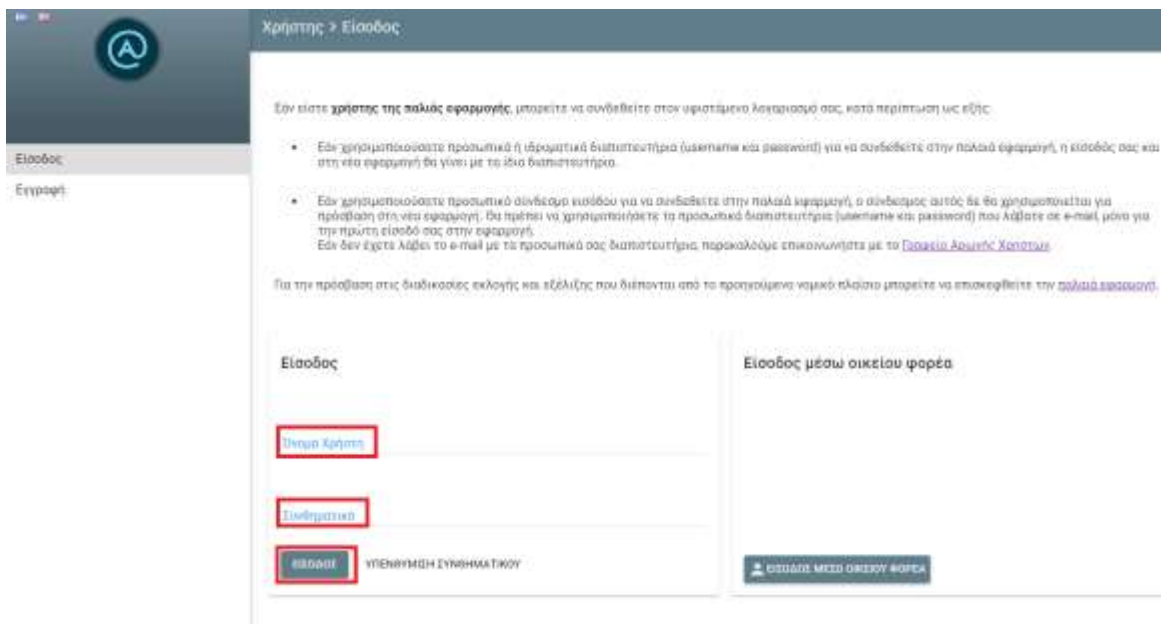 Χρήστης > Είσοδος
Είσοδος
Εγγραφή
Εάν είστε χρήστης της παλιάς εφαρμογής, μπορείτε να συνδεθείτε στον υφιστάμενο λογαριασμό σας, κατά περίπτωση ως εξής:
• Εάν χρησιμοποιούσατε προσωπικά ή ιδρυματικά διαπιστευτήρια (username και password) για να συνδεθείτε στην παλαιά εφαρμογή, η είσοδός σας και
στη νέα εφαρμογή θα γίνει με τα ίδια διαπιστευτήρια.
• Εάν χρησιμοποιούσατε προσωπικό σύνδεσμο εισόδου για να συνδεθείτε στην παλαιά εφαρμογή, ο σύνδεσμος αυτός δε θα χρησιμοποιείται για
πρόσβαση στη νέα εφαρμογή. Θα πρέπει να χρησιμοποιήσετε τα προσωπικά διαπιστευτήρια (username και password) που λάβατε σε e-mail, μόνο για
την πρώτη είσοδό σας στην εφαρμογή.
Εάν δεν έχετε λάβει το e-mail με τα προσωπικά σας διαπιστευτήρια, παρακαλούμε επικοινωνήστε με το Γραφείο Αρωγής Χρηστών.
Για την πρόσβαση στις διαδικασίες εκλογής και εξέλιξης που διέπονται από το προηγούμενο νομικό πλαίσιο μπορείτε να επισκεφθείτε την παλαιά εφαρμογή.
Είσοδος
Είσοδος μέσω οικείου φορέα
Όνομα Χρήστη
Συνθηματικό
ΕΙΣΟΔΟΣ ΥΠΕΝΘΥΜΙΣΗ ΣΥΝΘΗΜΑΤΙΚΟΥ
ΕΙΣΟΔΟΣ ΜΕΣΩ ΟΙΚΕΙΟΥ ΦΟΡΕΑ